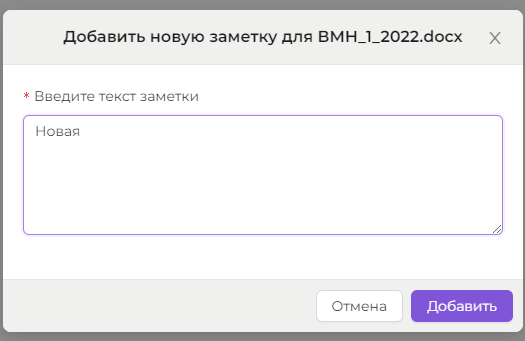 Добавить новую заметку для ВМН_1_2022.docx
* Введите текст заметки
Новая
Отмена
Добавить